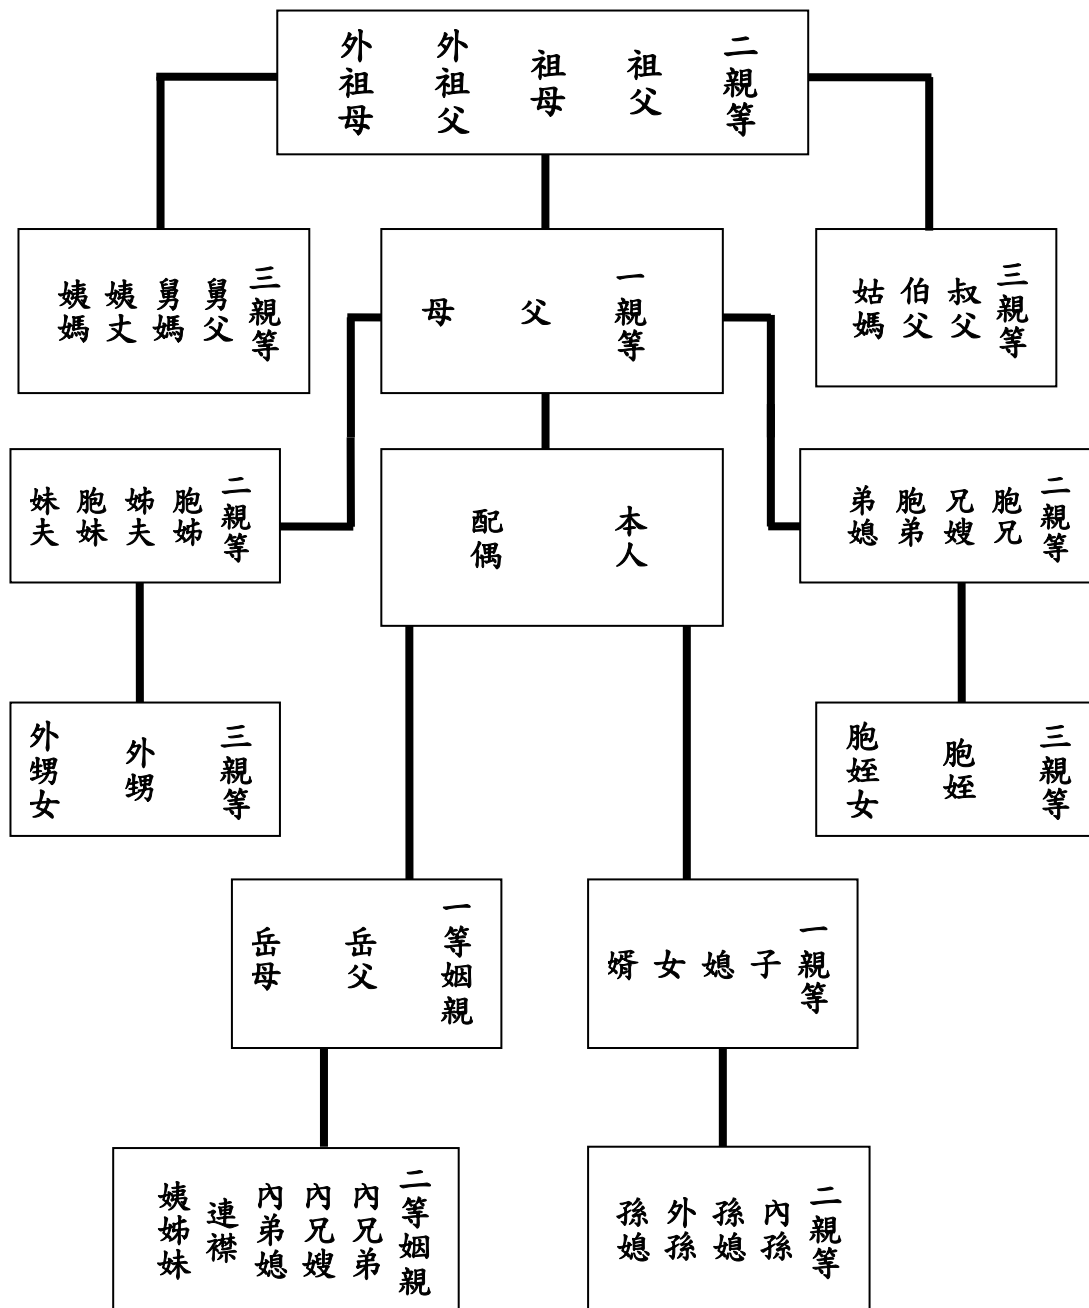 二親等
祖父
祖母
外祖父
外祖母
三親等
叔父
伯父
姑媽
一親等
父
母
三親等
舅父
舅媽
姨丈
姨媽
二親等
胞兄
兄嫂
胞弟
弟媳
本人
配偶
二親等
胞姊
姊夫
胞妹
妹夫
三親等
胞姪
胞姪女
三親等
外甥
外甥女
一親等
子
媳
女
婿
一等姻親
岳父
岳母
二親等
內孫
孫媳
外孫
孫媳
二等姻親
內兄弟
內兄嫂
內弟媳
連襟
姨姊妹